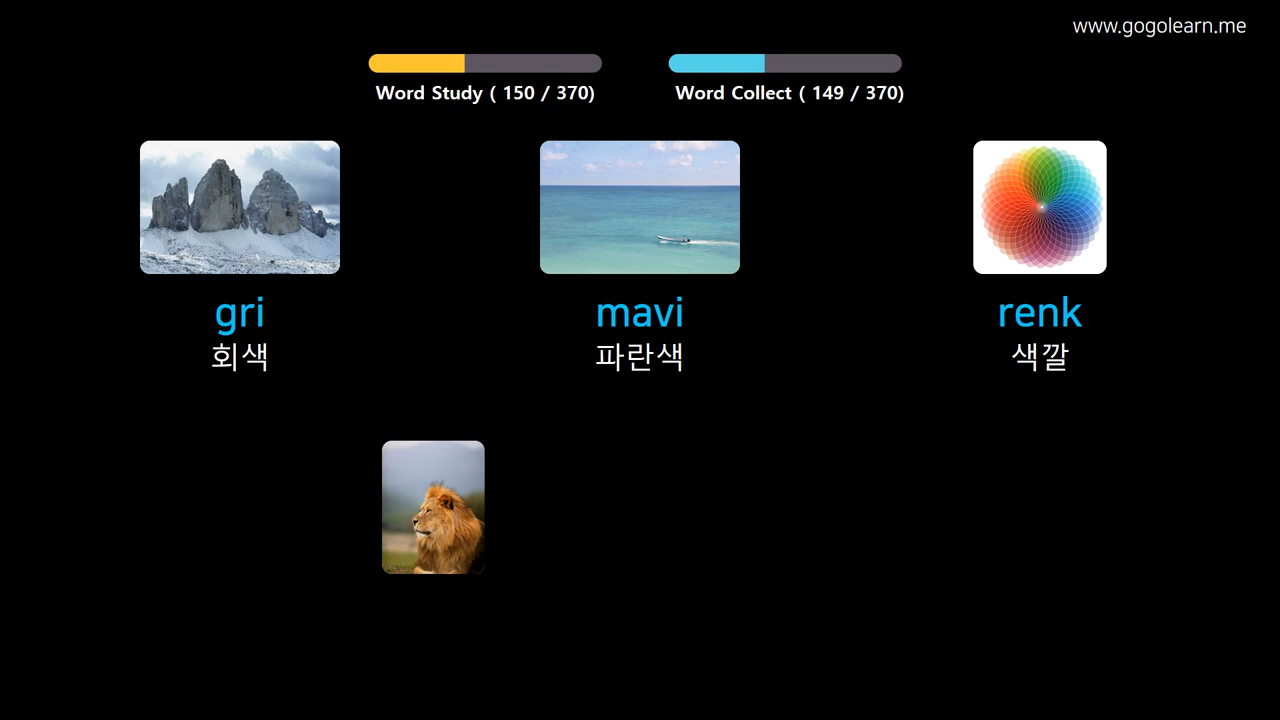 www.gogolearn.me
Word Study ( 150 / 370)
Word Collect ( 149 / 370)
gri
회색
mavi
파란색
renk
색깔